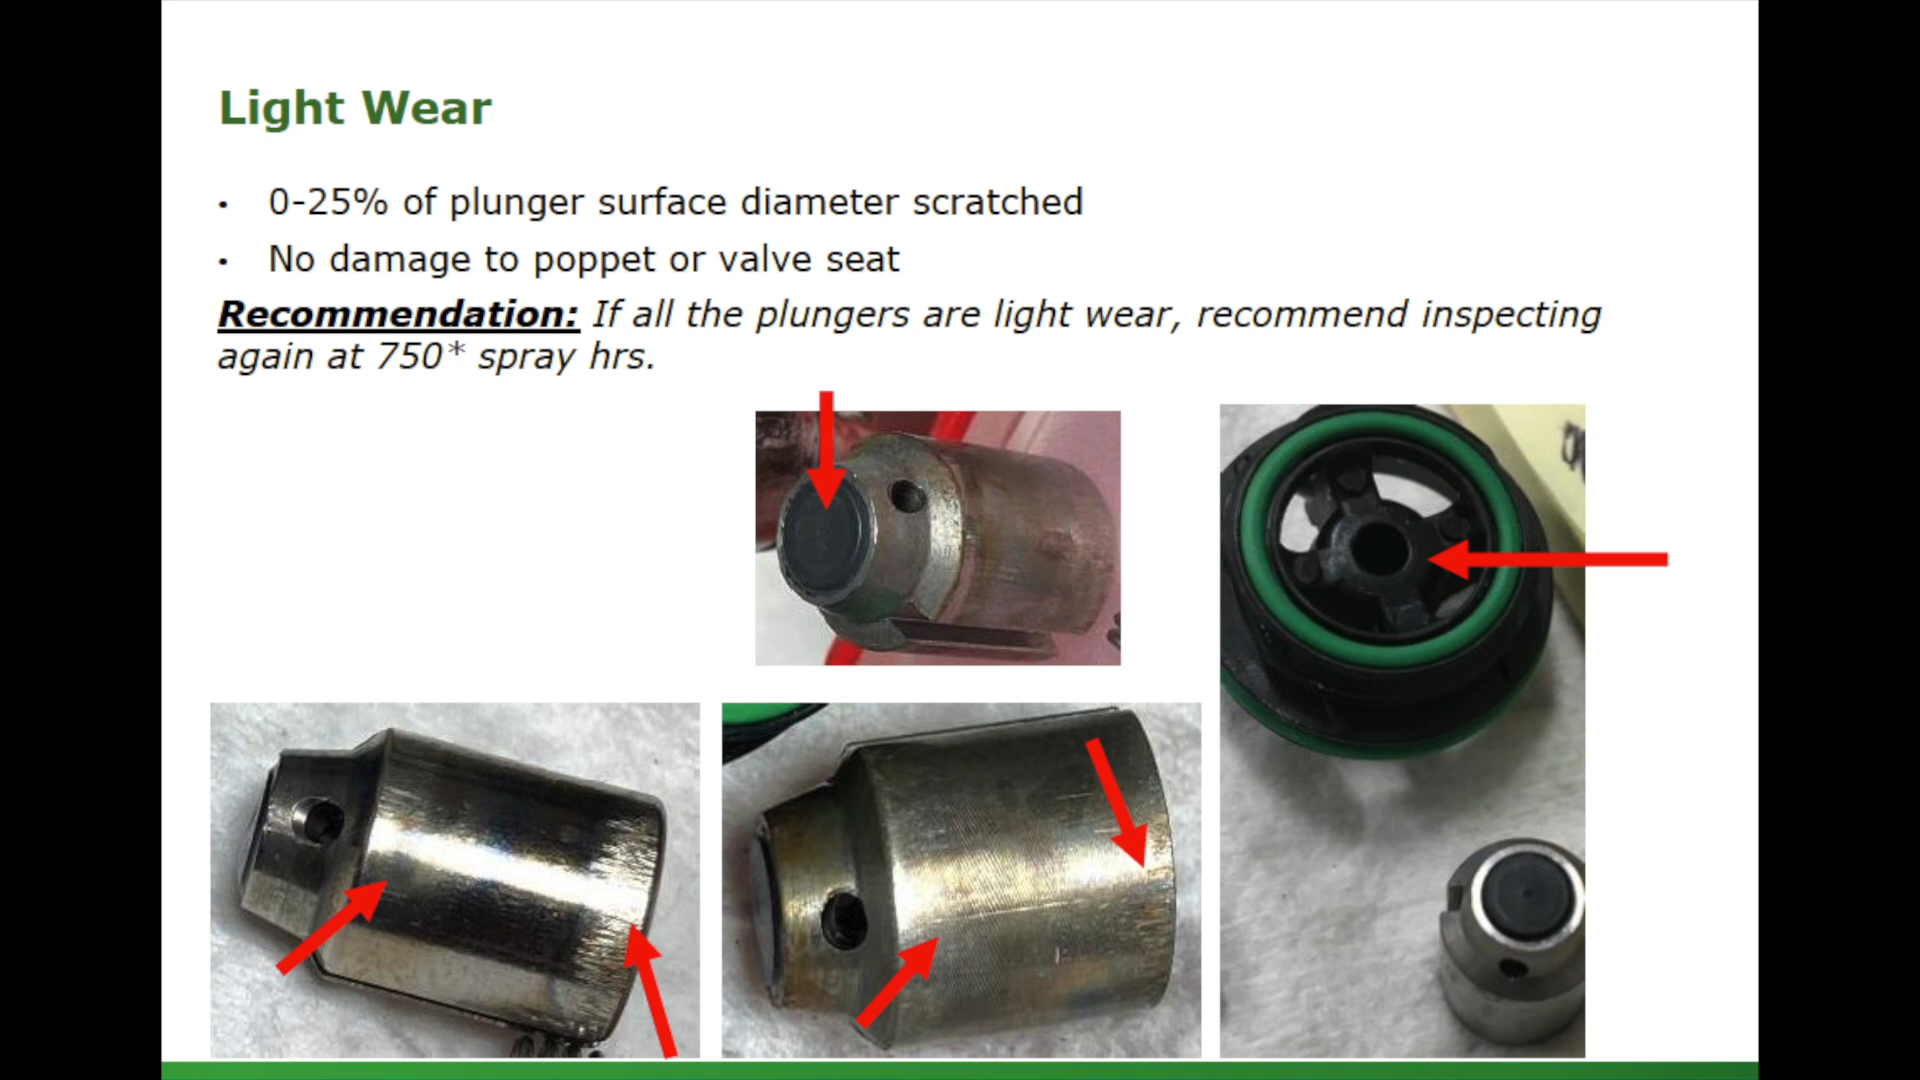 Light Wear
• 0-25% of plunger surface diameter scratched
• No damage to poppet or valve seat
Recommendation: If all the plungers are light wear, recommend inspecting
again at 750* spray hrs.